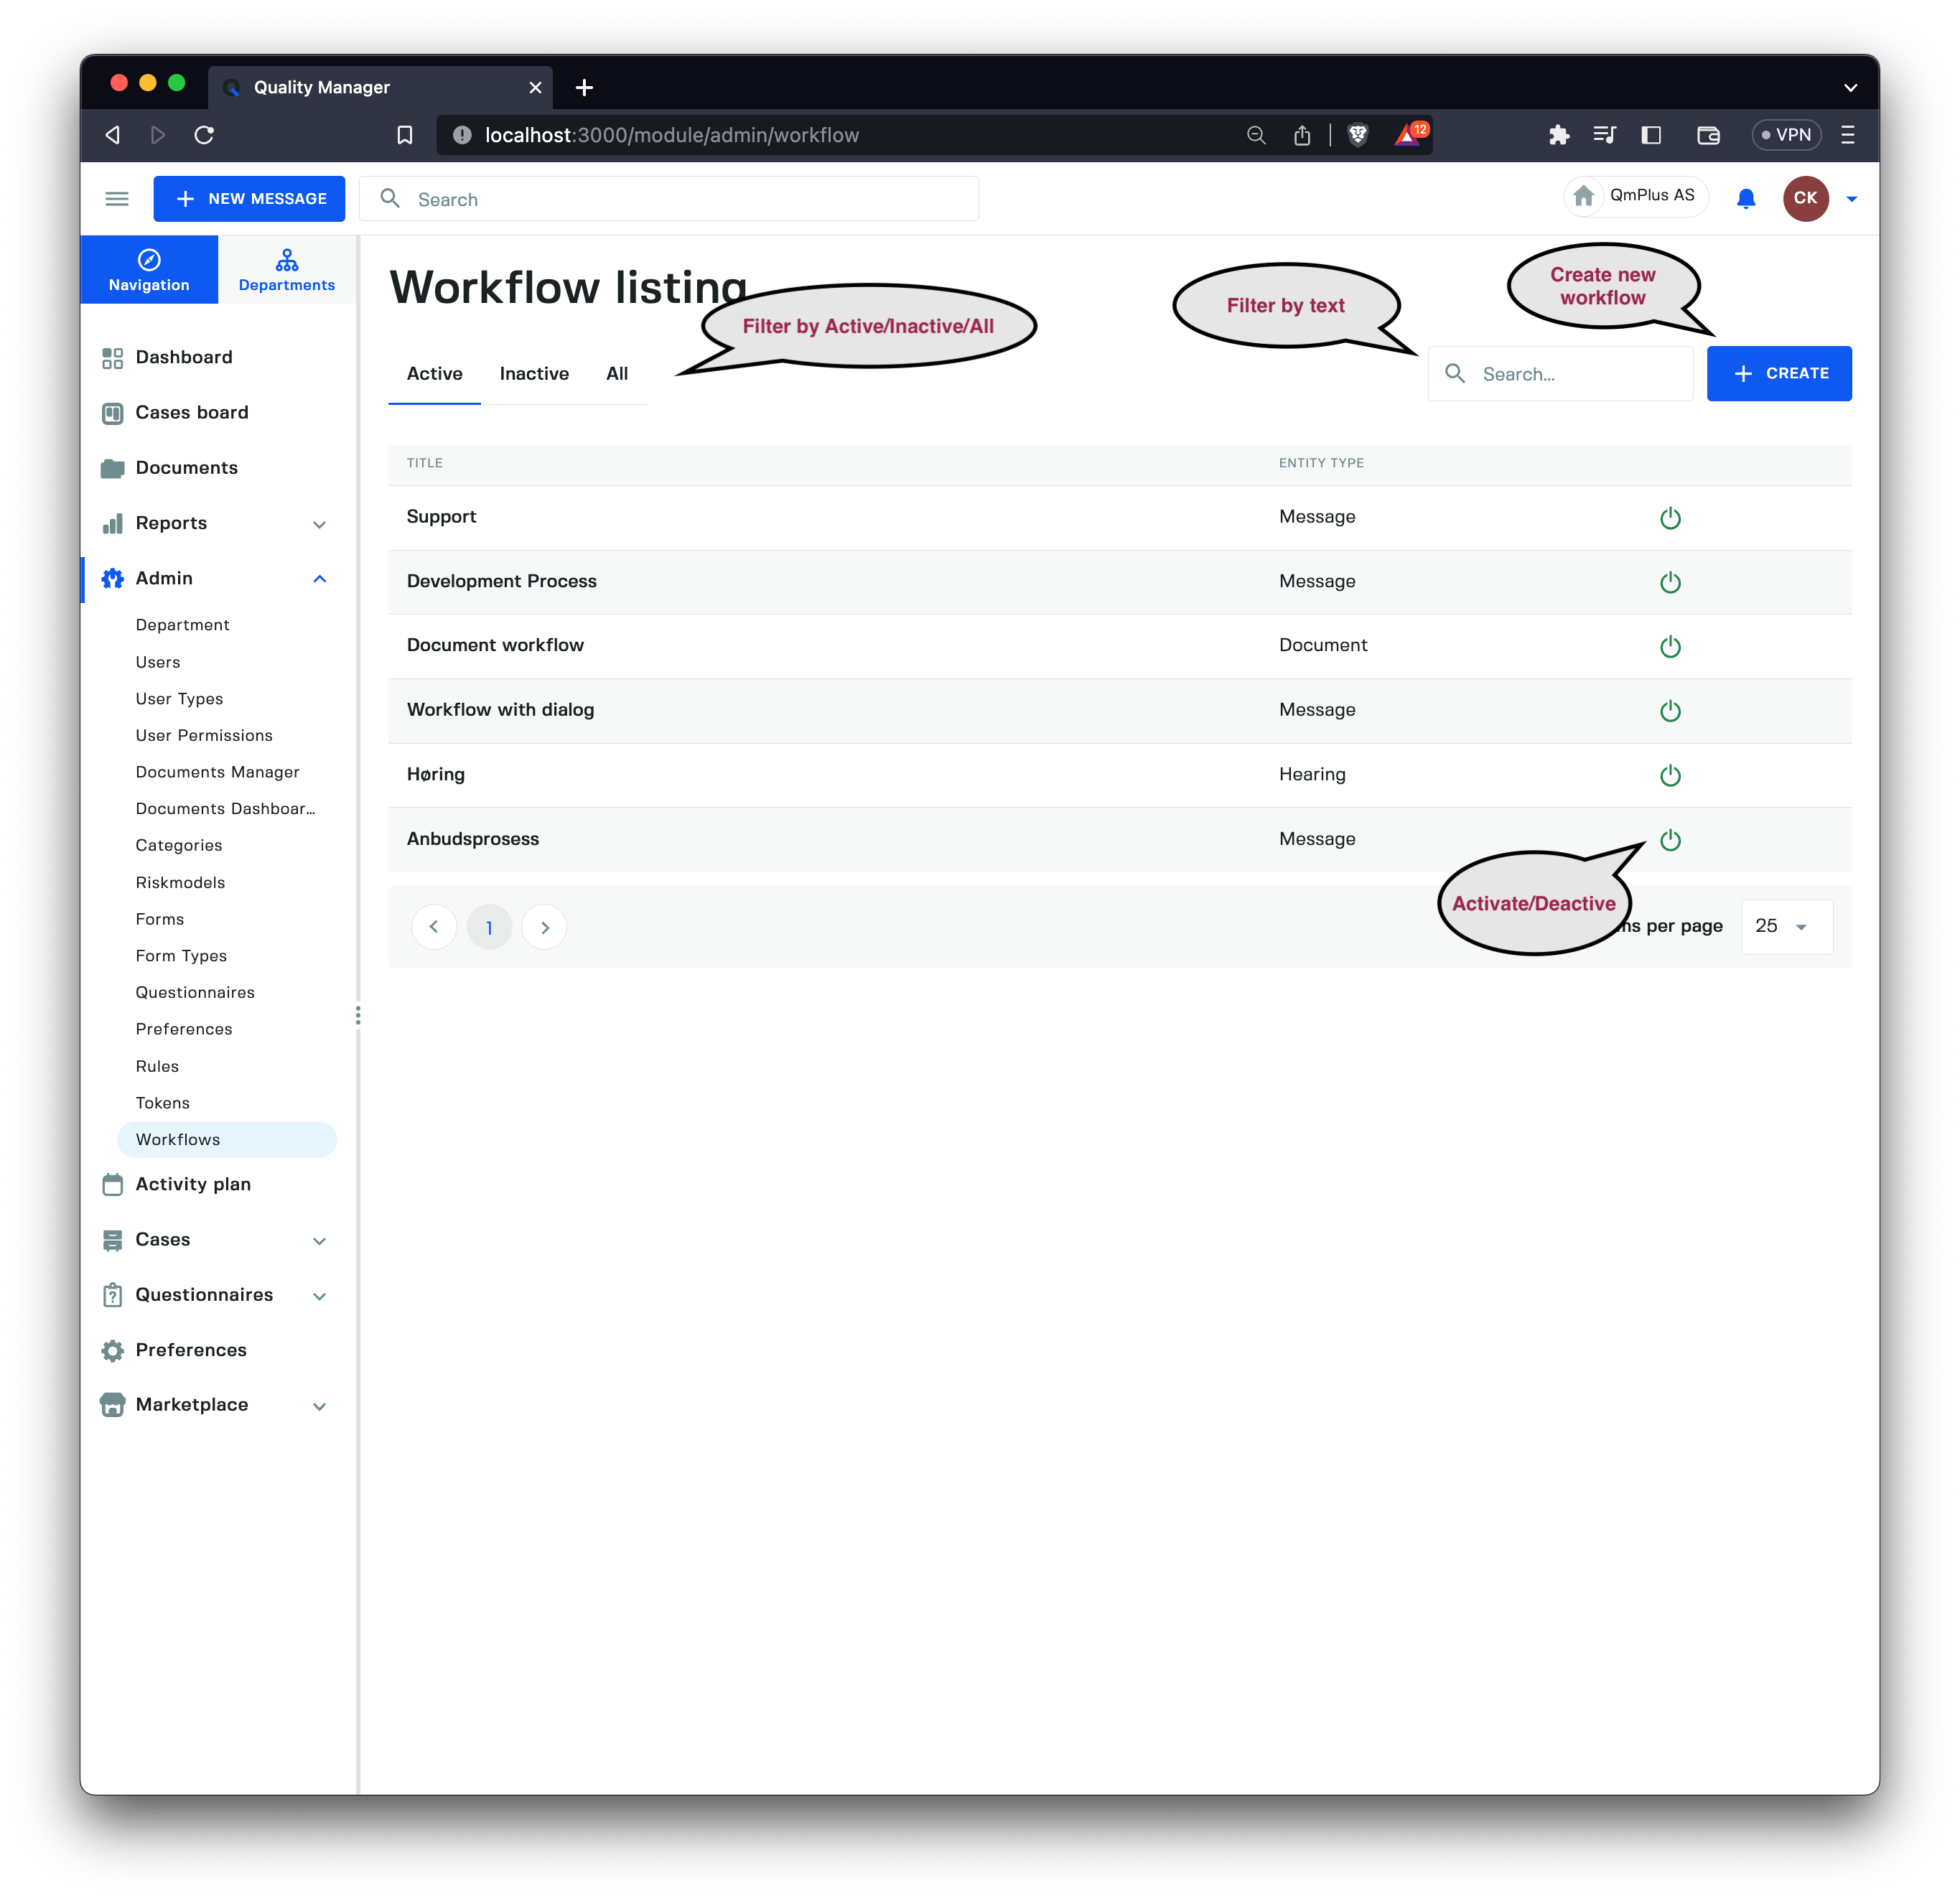 Quality Manager
localhost:3000/module/admin/workflow
12
VPN
NEW MESSAGE
Search
QmPlus AS
CK
Navigation
Departments
Dashboard
Cases board
Documents
Reports
Admin
Department
Users
User Types
User Permissions
Documents Manager
Documents Dashboar...
Categories
Riskmodels
Forms
Form Types
Questionnaires
Preferences
Rules
Tokens
Workflows
Activity plan
Cases
Questionnaires
Preferences
Marketplace
Workflow listing
Filter by Active/Inactive/All
Filter by text
Create new
workflow
Active Inactive All
Search...
CREATE
TITLE ENTITY TYPE
Support Message
Development Process Message
Document workflow Document
Workflow with dialog Message
Høring Hearing
Anbudsprosess Message
Activate/Deactive
1
per page
25